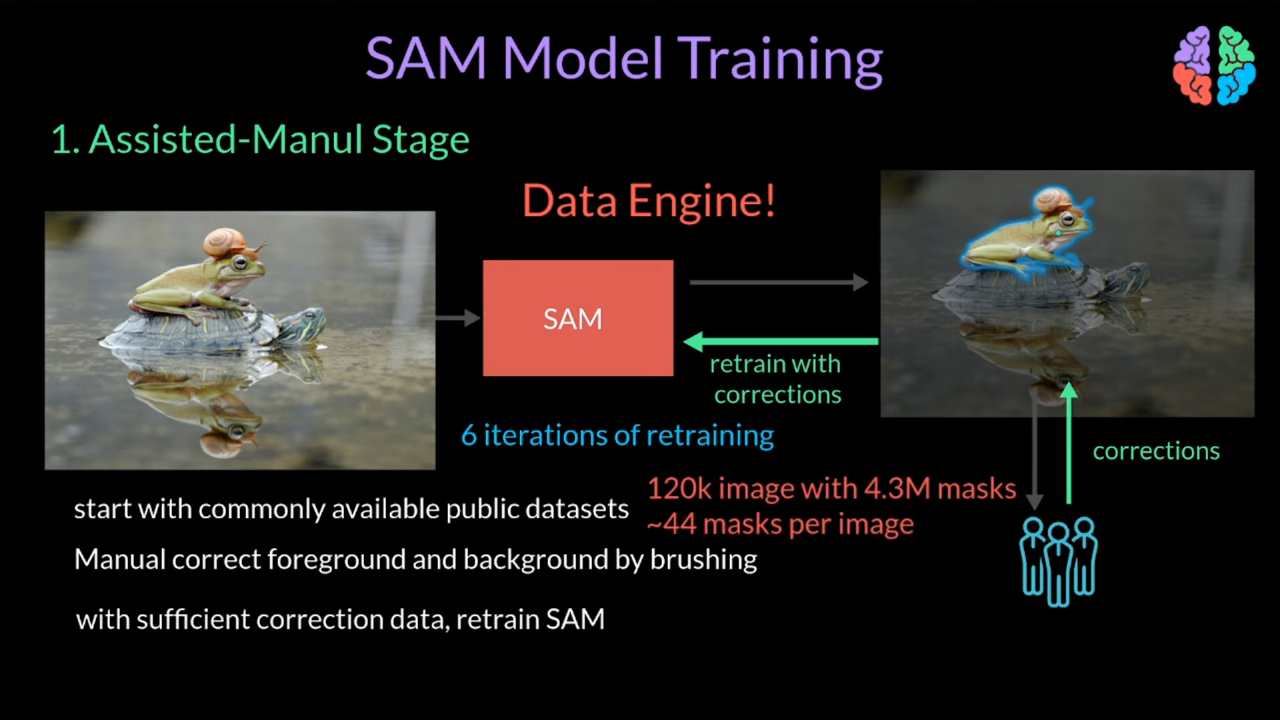 SAM Model Training
1. Assisted-Manul Stage
Data Engine!
SAM
retrain with
corrections
6 iterations of retraining
corrections
120k image with 4.3M masks
~44 masks per image
start with commonly available public datasets
Manual correct foreground and background by brushing
with sufficient correction data, retrain SAM